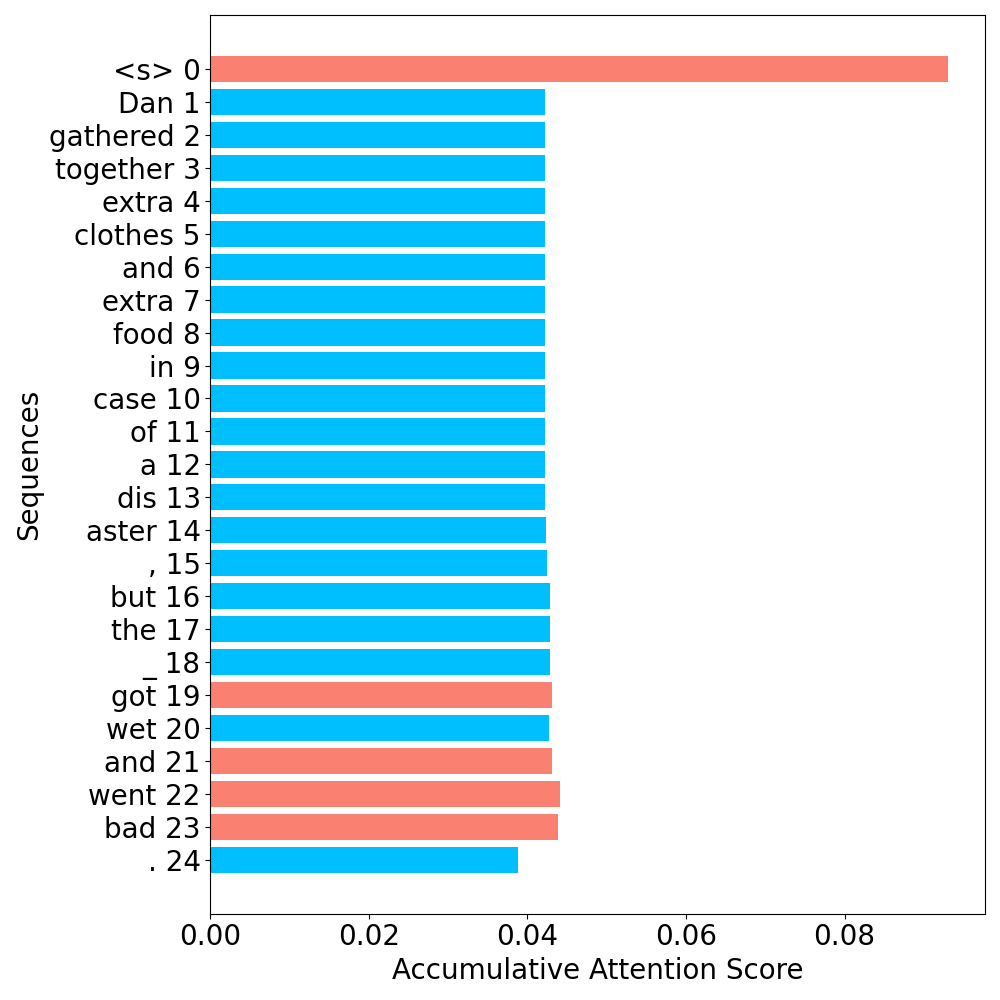 <s> 0
Dan 1
gathered 2
together 3
extra 4
clothes 5
and 6
extra 7
food 8
in 9
case 10
of 11
a 12
dis 13
aster 14
, 15
but 16
the 17
_ 18
got 19
wet 20
and 21
went 22
bad 23
. 24
Sequences
0.00 0.02 0.04 0.06 0.08
Accumulative Attention Score